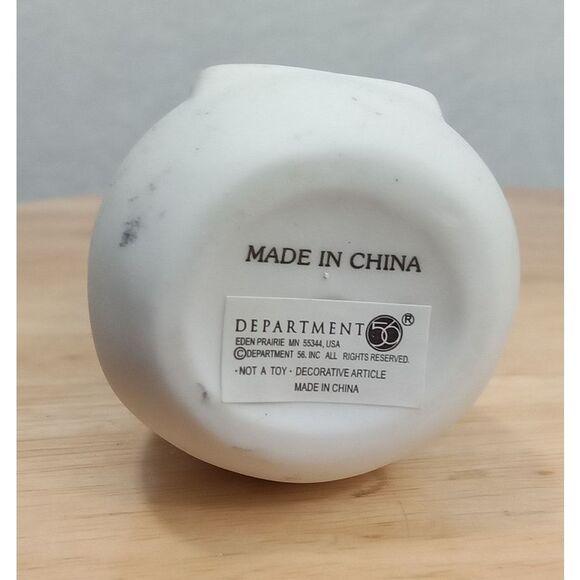 MADE IN CHINA
DEPARTMENT 56 ®
EDEN PRAIRIE MN 55344, USA
©DEPARTMENT 56. INC ALL RIGHTS RESERVED.
· NOT A TOY · DECORATIVE ARTICLE
MADE IN CHINA